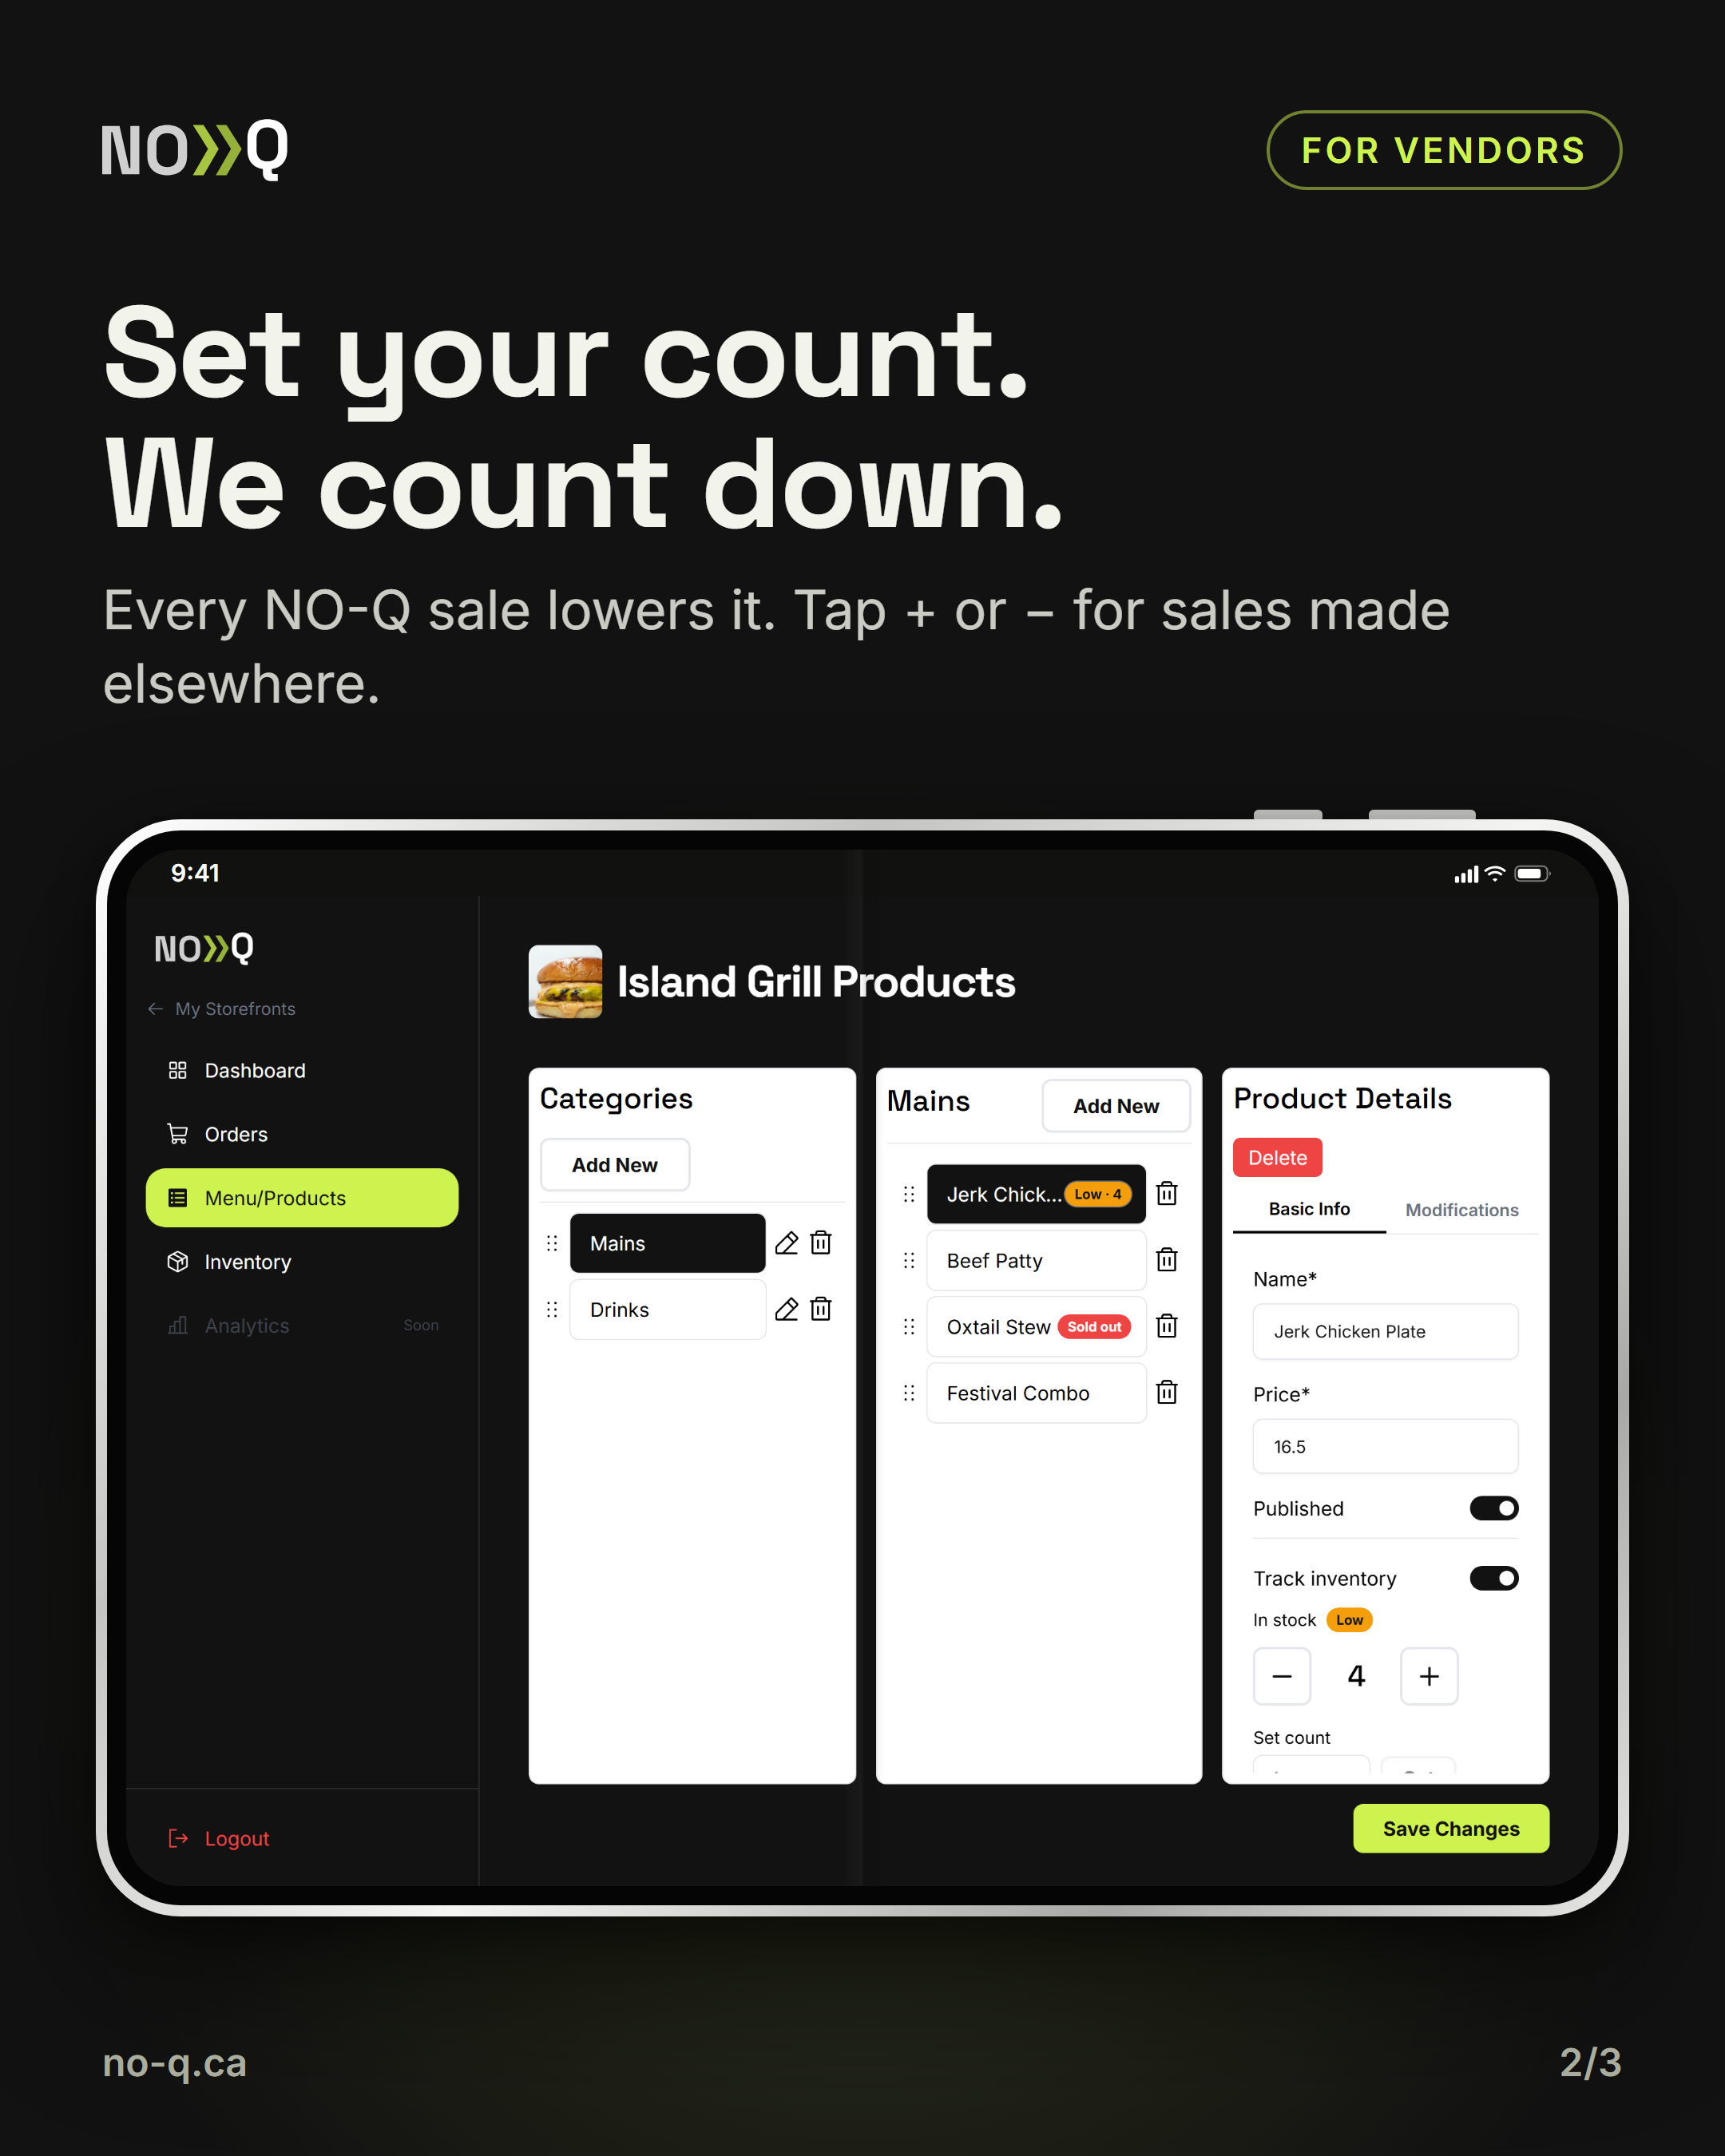 NO»Q
FOR VENDORS
Set your count.
We count down.
Every NO-Q sale lowers it. Tap + or − for sales made
elsewhere.
9:41
NO»Q
← My Storefronts
Dashboard
Orders
Menu/Products
Inventory
Analytics Soon
Logout
Island Grill Products
Categories
Add New
Mains
Drinks
Mains
Add New
Jerk Chick... Low · 4
Beef Patty
Oxtail Stew Sold out
Festival Combo
Product Details
Delete
Basic Info Modifications
Name*
Jerk Chicken Plate
Price*
16.5
Published
Track inventory
In stock Low
− 4 +
Set count
Save Changes
no-q.ca
2/3